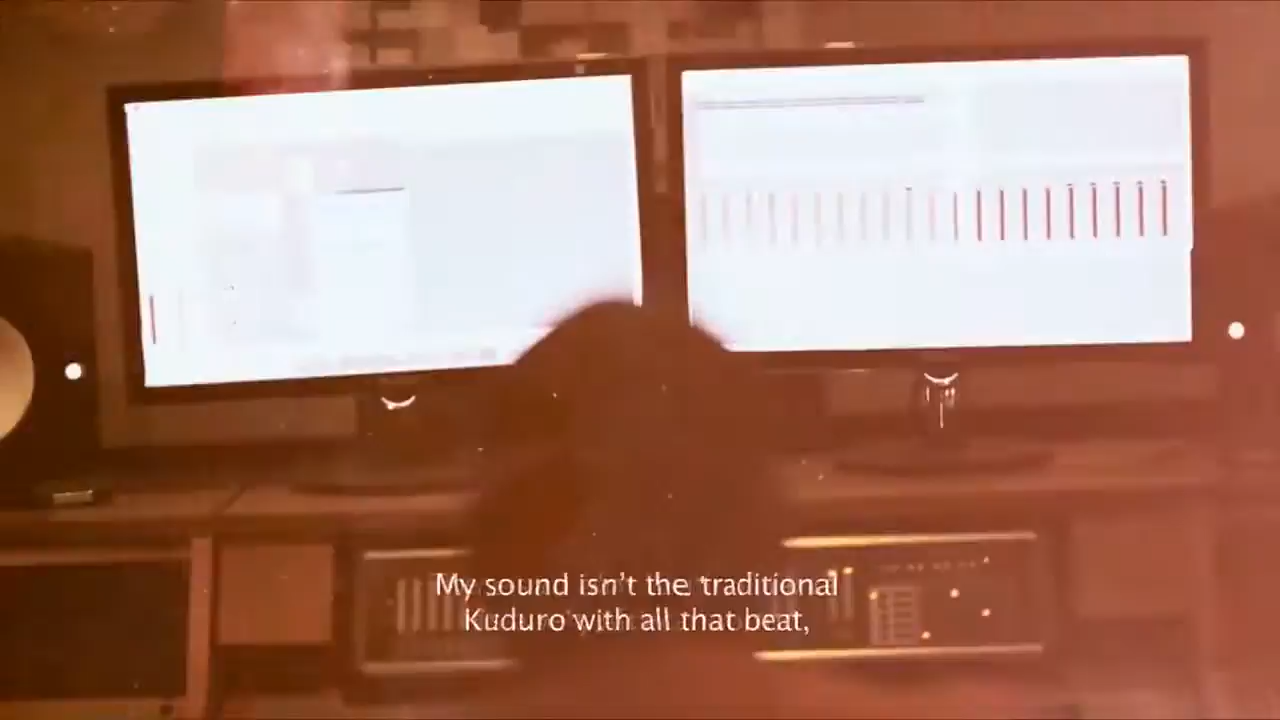 My sound isn't the traditional
Kuduro with all that beat,